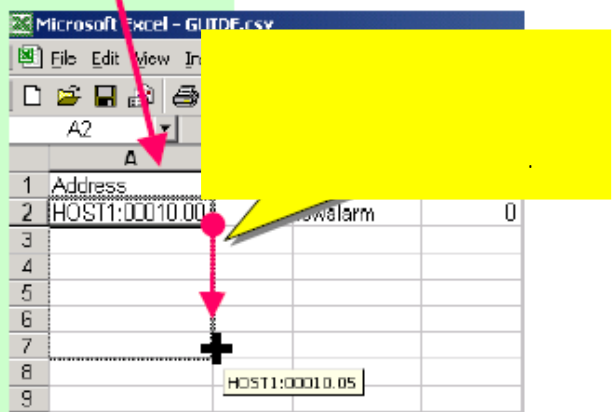 Microsoft Excel - GUIDE.csv
File Edit View
A2
A
1 Address
2 HOST1:00010.00 0
3
4
5
6
7
8 HOST1:00010.05
9